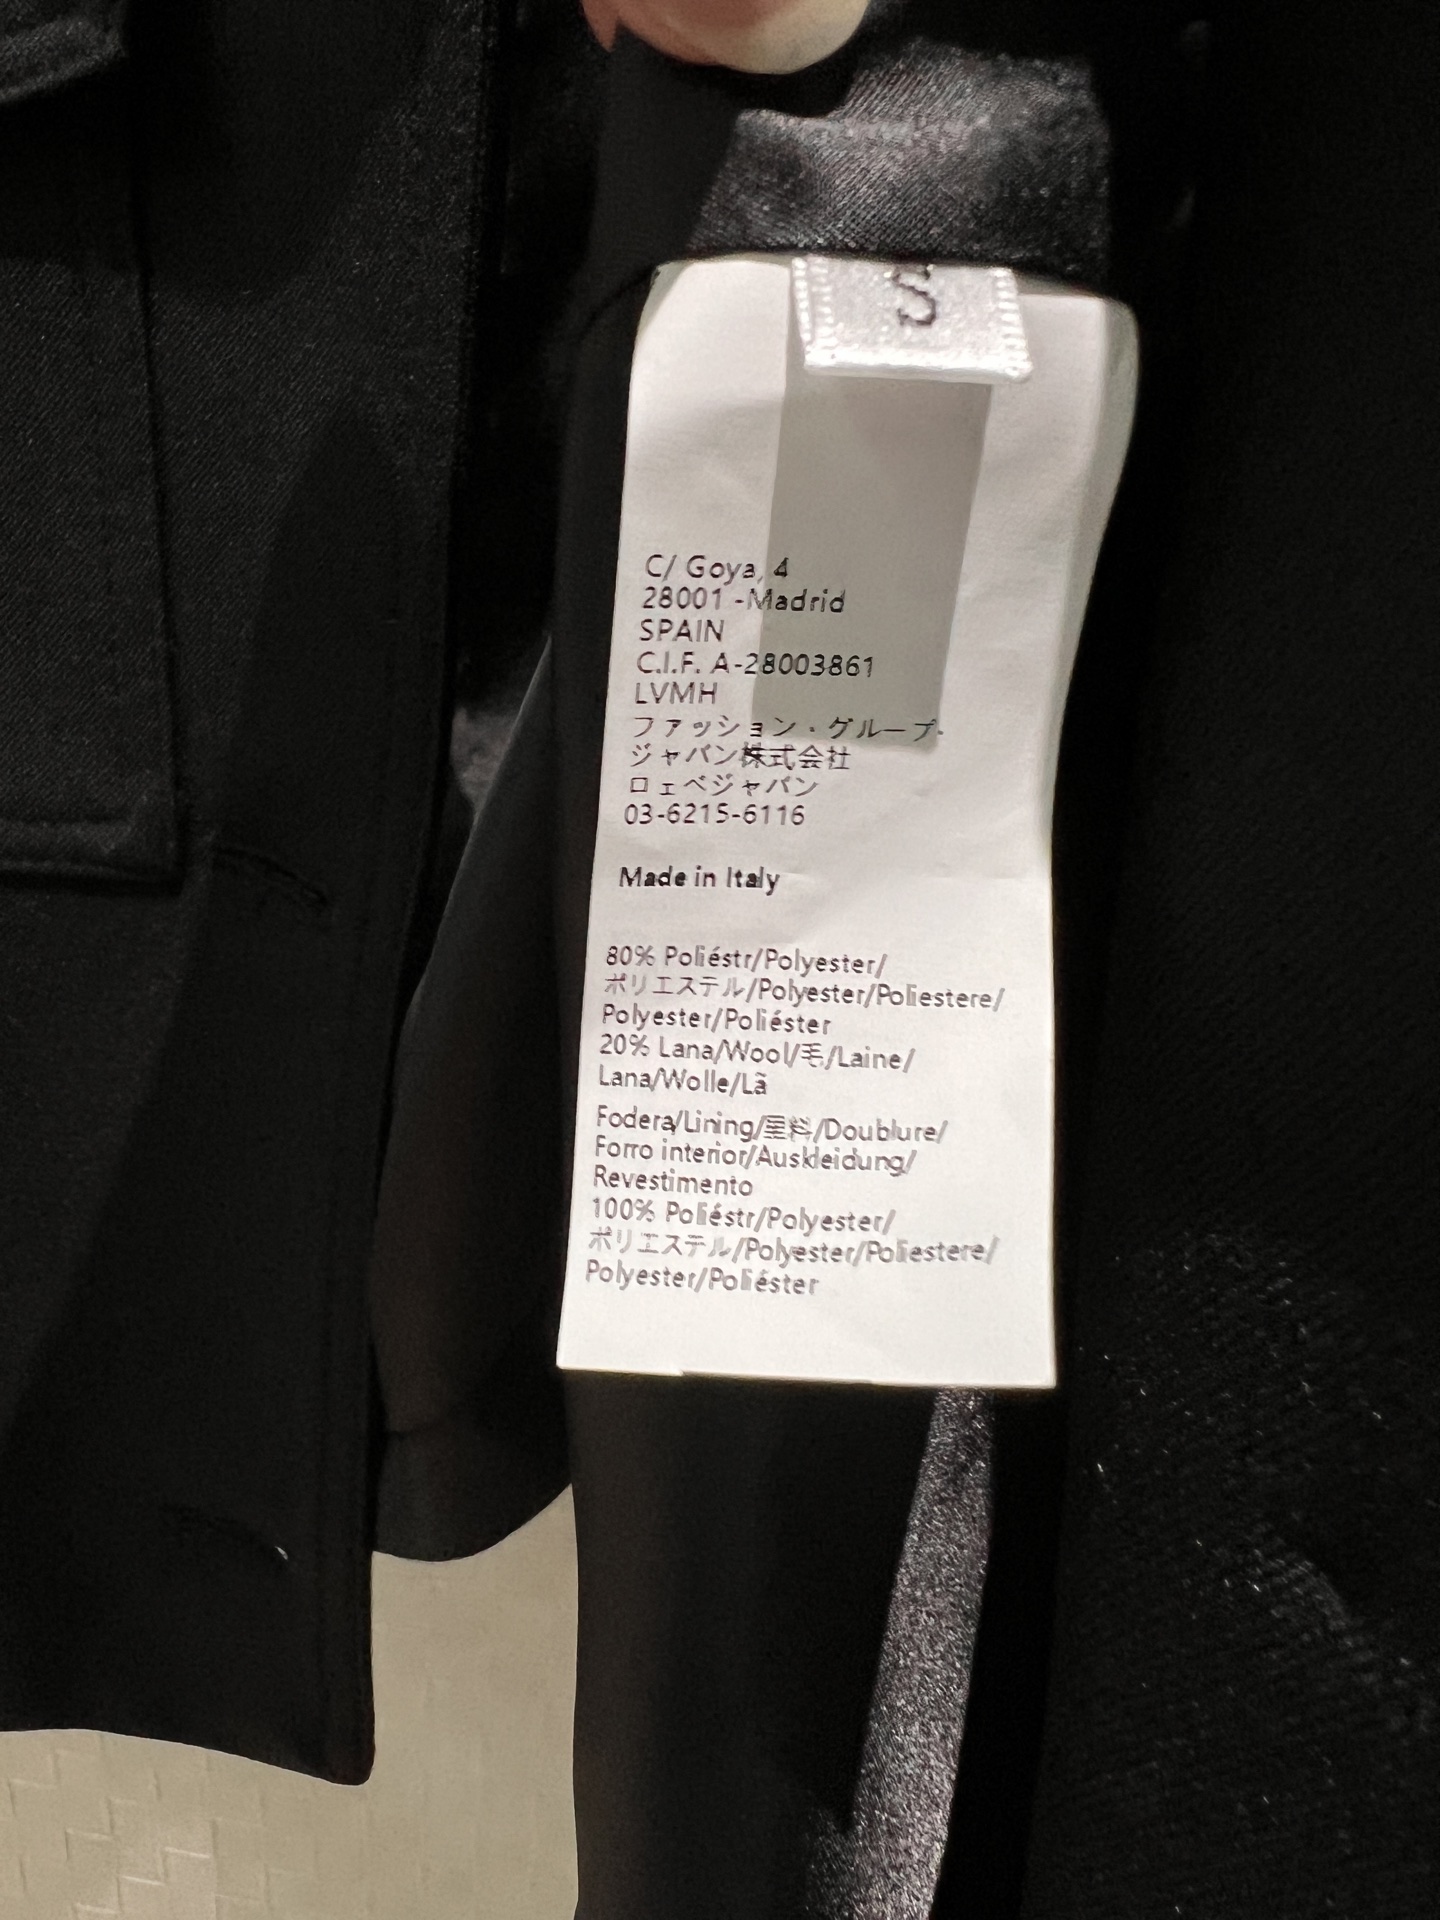 S
C/ Goya, 4
28001 -Madrid
SPAIN
C.I.F. A-28003861
LVMH
ファッション・グループ・
ジャパン株式会社
ロエベジャパン
03-6215-6116
Made in Italy
80% Poliéstr/Polyester/
ポリエステル/Polyester/Poliestere/
Polyester/Poliéster
20% Lana/Wool/毛/Laine/
Lana/Wolle/Lã
Fodera/Lining/里料/Doublure/
Forro interior/Auskleidung/
Revestimento
100% Poliéstr/Polyester/
ポリエステル/Polyester/Poliestere/
Polyester/Poliéster